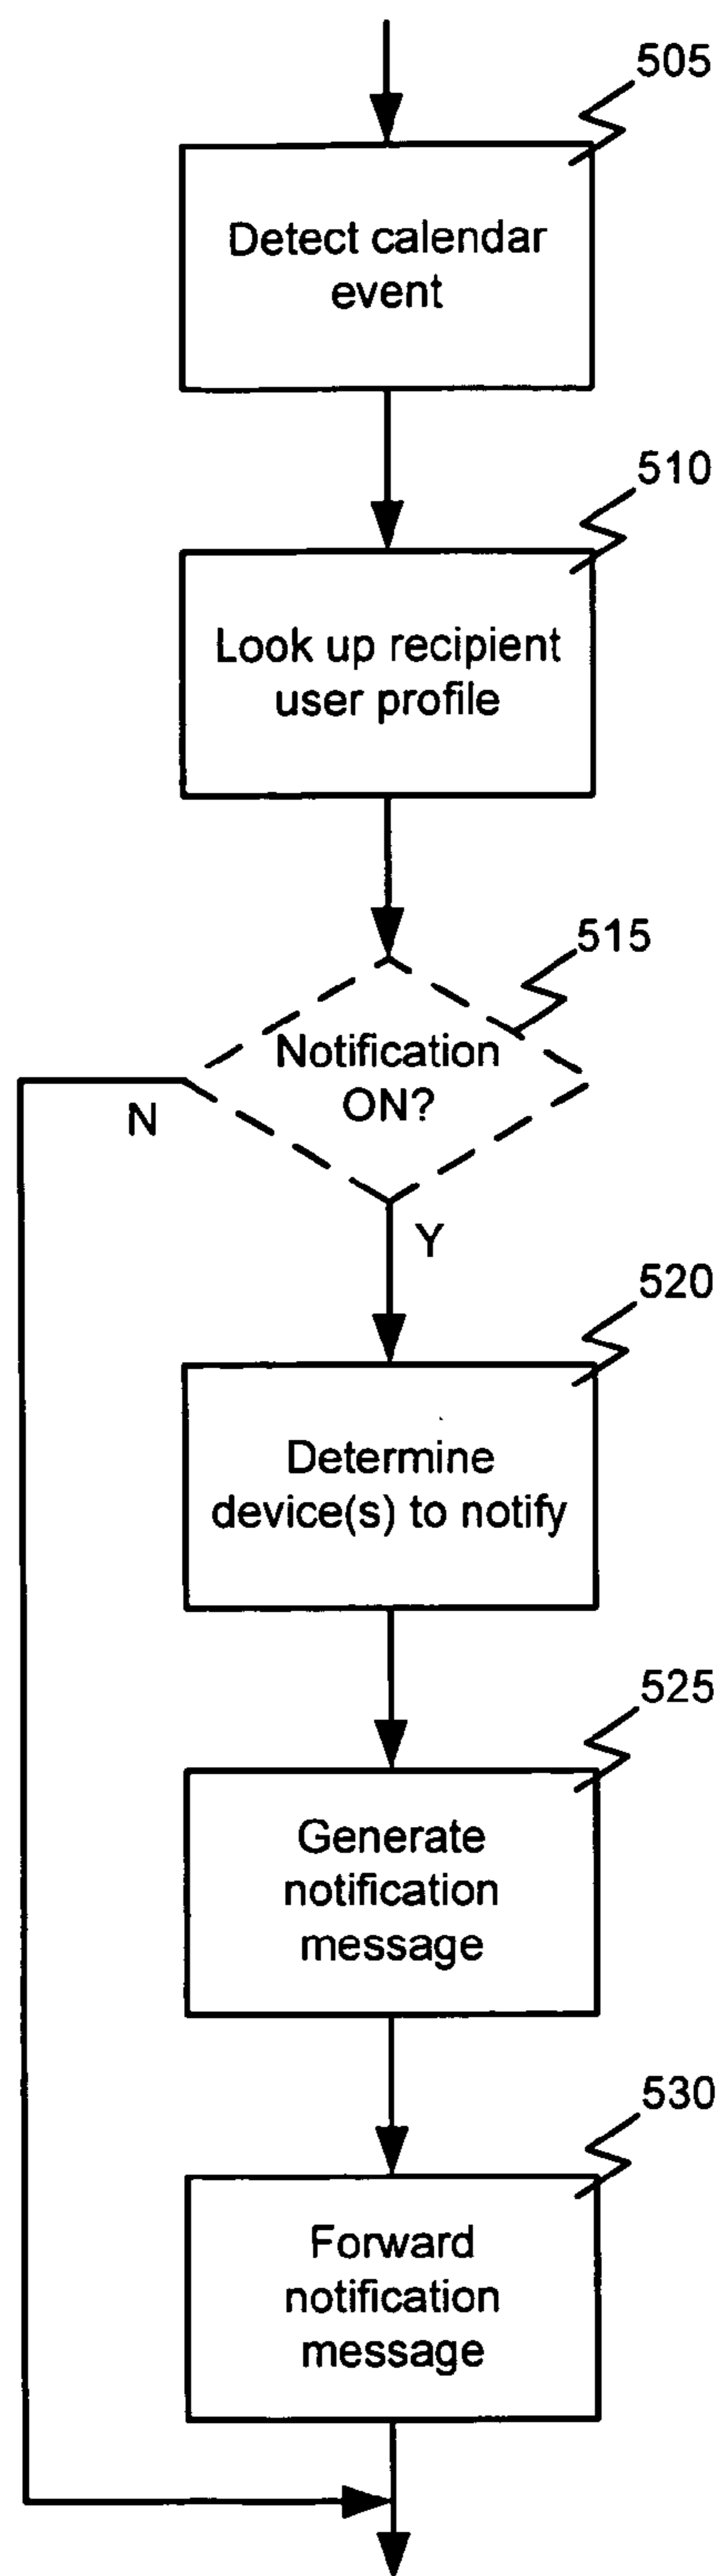 505
Detect calendar
event
510
Look up recipient
user profile
515
Notification
ON?
N
Y
520
Determine
device(s) to notify
525
Generate
notification
message
530
Forward
notification
message